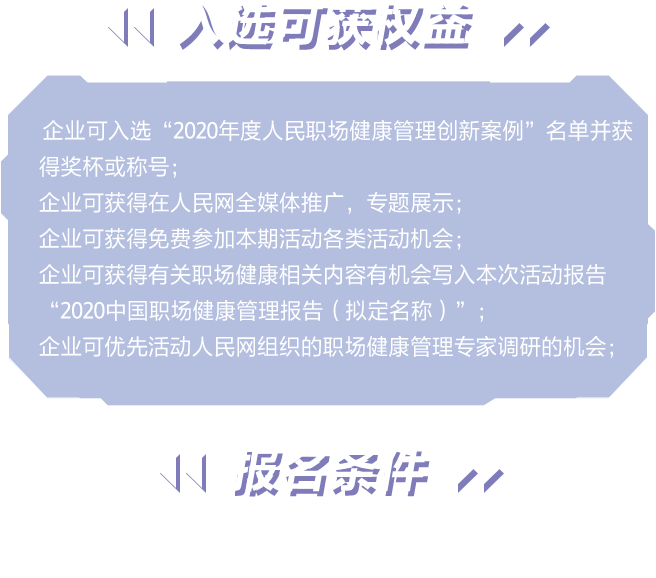 入选可获权益
企业可入选“2020年度人民职场健康管理创新案例”名单并获
得奖杯或称号；
企业可获得在人民网全媒体推广，专题展示；
企业可获得免费参加本期活动各类活动机会；
企业可获得有关职场健康相关内容有机会写入本次活动报告
“2020中国职场健康管理报告（拟定名称）”；
企业可优先活动人民网组织的职场健康管理专家调研的机会；
报名条件